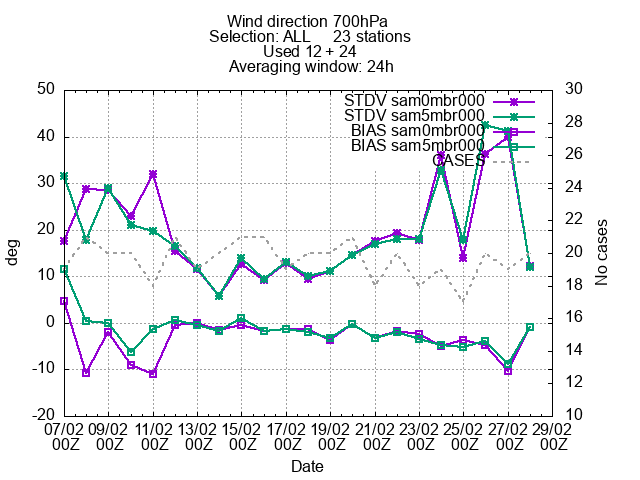 Wind direction 700hPa
Selection: ALL 23 stations
Used 12 + 24
Averaging window: 24h
50
40
30
20
10
0
-10
-20
deg
30
28
26
24
22
20
18
16
14
12
10
No cases
STDV sam0mbr000
STDV sam5mbr000
BIAS sam0mbr000
BIAS sam5mbr000
CASES
07/02 09/02 11/02 13/02 15/02 17/02 19/02 21/02 23/02 25/02 27/02 29/02
00Z 00Z 00Z 00Z 00Z 00Z 00Z 00Z 00Z 00Z 00Z 00Z
Date